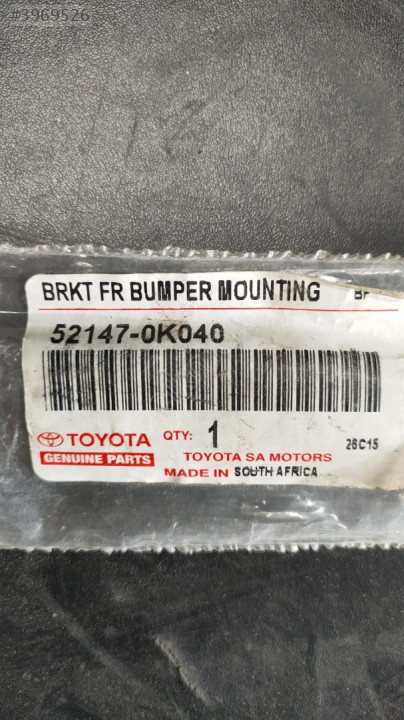 #3969526
BRKT FR BUMPER MOUNTING BP
52147-0K040
TOYOTA QTY: 1 26C15
GENUINE PARTS TOYOTA SA MOTORS
MADE IN SOUTH AFRICA